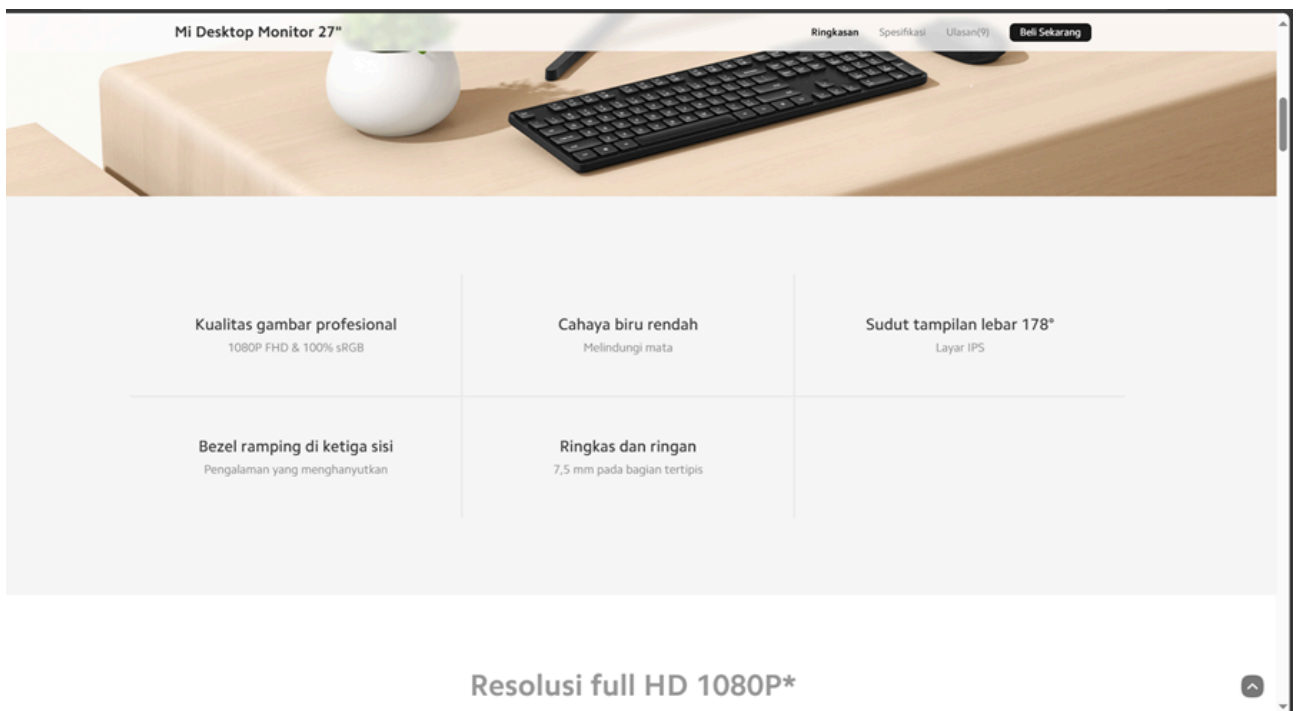 Mi Desktop Monitor 27"
Ringkasan Spesifikasi Ulasan(9) Beli Sekarang
Kualitas gambar profesional
1080P FHD & 100% sRGB
Cahaya biru rendah
Melindungi mata
Sudut tampilan lebar 178°
Layar IPS
Bezel ramping di ketiga sisi
Pengalaman yang menghanyutkan
Ringkas dan ringan
7,5 mm pada bagian tertipis
Resolusi full HD 1080P*